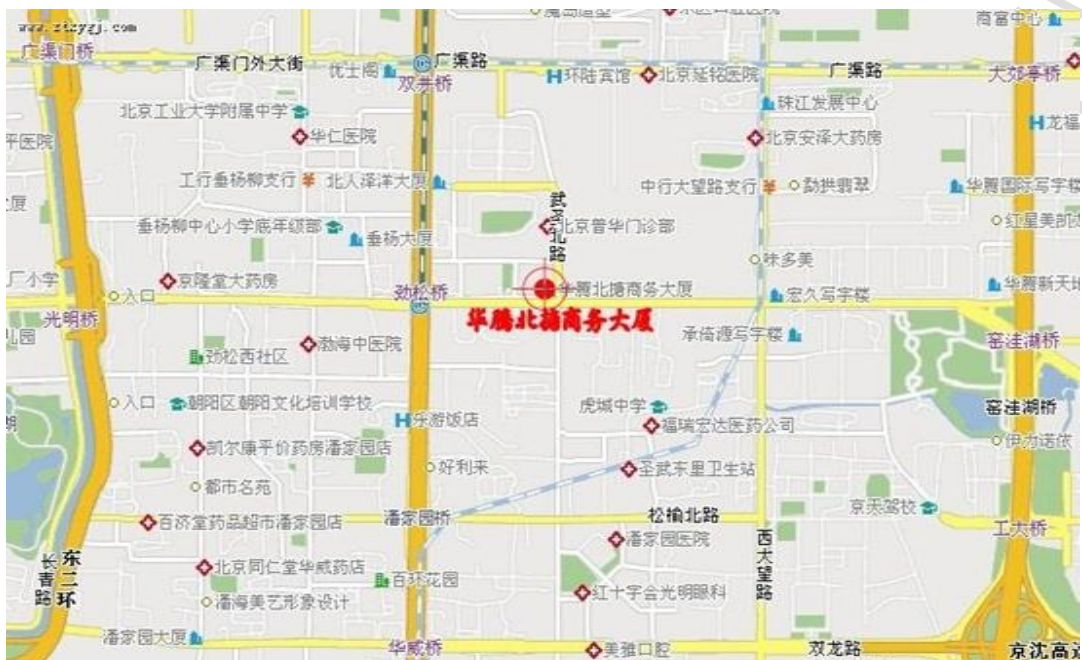 www.ztxyzj.com
商富中心
广渠门桥
广渠门外大街
优士阁
广渠路
双井桥
环陆宾馆
北京延铭医院
广渠路
大郊亭桥
北京工业大学附属中学
珠江发展中心
华仁医院
北京安泽大药房
龙福
平医院
工行垂杨柳支行
北人泽洋大厦
中行大望路支行
勐拱翡翠
华腾国际写字楼
厦
武圣北路
垂杨柳中心小学底年级部
垂杨大厦
北京普华门诊部
红星美凯龙
味多美
厂小学
京隆堂大药房
劲松桥
华腾北搪商务大厦
宏久写字楼
华腾新天地
入口
光明桥
华腾北搪商务大厦
儿园
劲松西社区
渤海中医院
承倚源写字楼
窑洼湖桥
入口
朝阳区朝阳文化培训学校
虎城中学
窑洼湖桥
湖
乐游饭店
福瑞宏达医药公司
凯尔康平价药房潘家园店
好利来
圣武东里卫生站
伊力诺依
都市名苑
京天驾校
百济堂药品超市潘家园店
潘家园桥
松榆北路
工大桥
潘家园医院
西大望路
长青路
东二环
北京同仁堂华威药店
百环花园
红十字会光明眼科
潘海美艺形象设计
潘家园大厦
华威桥
美雅口腔
双龙路
京沈高速